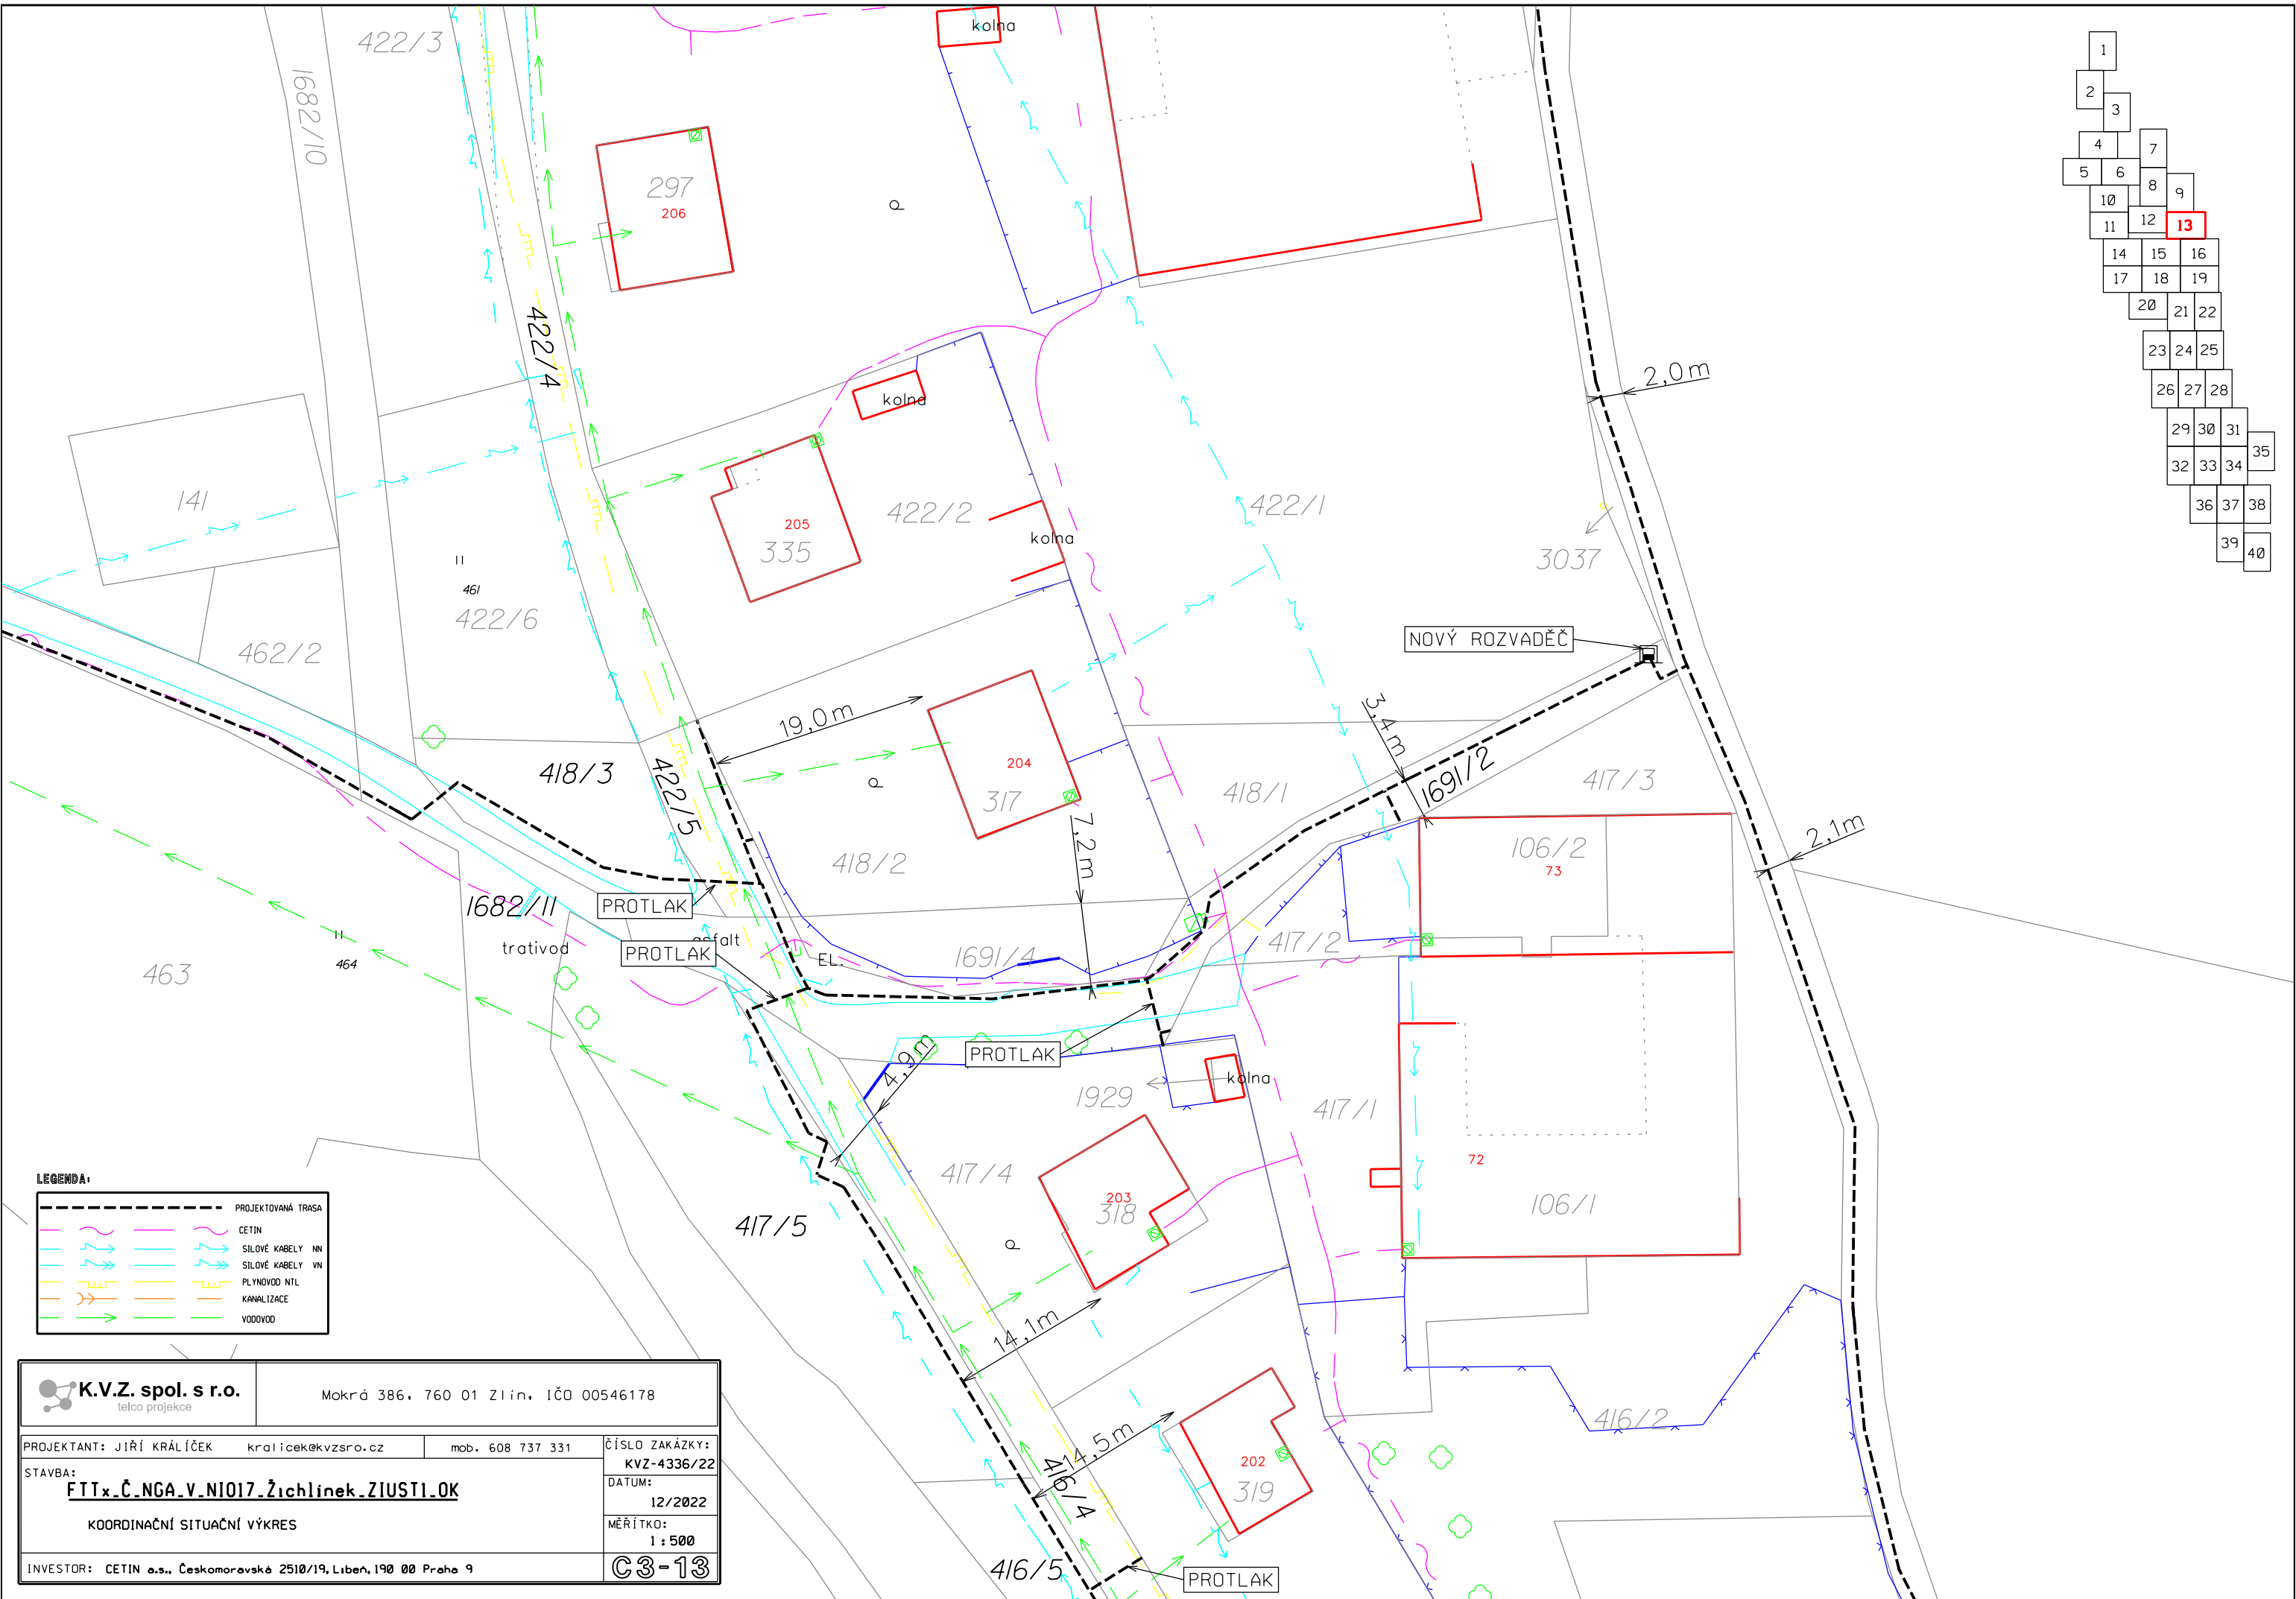 422/3
kolna
1682/10
297
206
422/4
kolna
141
205
335
422/2
kolna
422/1
2,0m
3037
461
422/6
462/2
NOVÝ ROZVADĚČ
19,0m
3,4m
418/3
422/5
204
317
418/1
1691/2
417/3
7,2m
418/2
106/2
73
2,1m
PROTLAK
1682/11
asfalt
trativod
PROTLAK
EL.
1691/4
417/2
463
464
4,9m
PROTLAK
kolna
1929
417/1
417/4
72
203
318
106/1
417/5
14,1m
14,5m
416/4
416/2
202
319
416/5
PROTLAK
1
2
3
4
7
5
6
8
9
10
12
13
11
14
15
16
17
18
19
20
21
22
23
24
25
26
27
28
29
30
31
35
32
33
34
36
37
38
39
40
LEGENDA:
PROJEKTOVANÁ TRASA
CETIN
SILOVÉ KABELY NN
SILOVÉ KABELY VN
PLYNOVOD NTL
KANALIZACE
VODOVOD
K.V.Z. spol. s r.o.
telco projekce
Mokrá 386, 760 01 Zlín, IČO 00546178
PROJEKTANT: JIŘÍ KRÁLÍČEK kralicek@kvzsro.cz mob. 608 737 331
ČÍSLO ZAKÁZKY:
KVZ-4336/22
STAVBA:
FTTx_Č_NGA_V_NIO17_Žichlínek_ZIUST1_OK
DATUM:
12/2022
KOORDINAČNÍ SITUAČNÍ VÝKRES
MĚŘÍTKO:
1:500
INVESTOR: CETIN a.s., Českomoravská 2510/19, Libeň, 190 00 Praha 9
C3-13